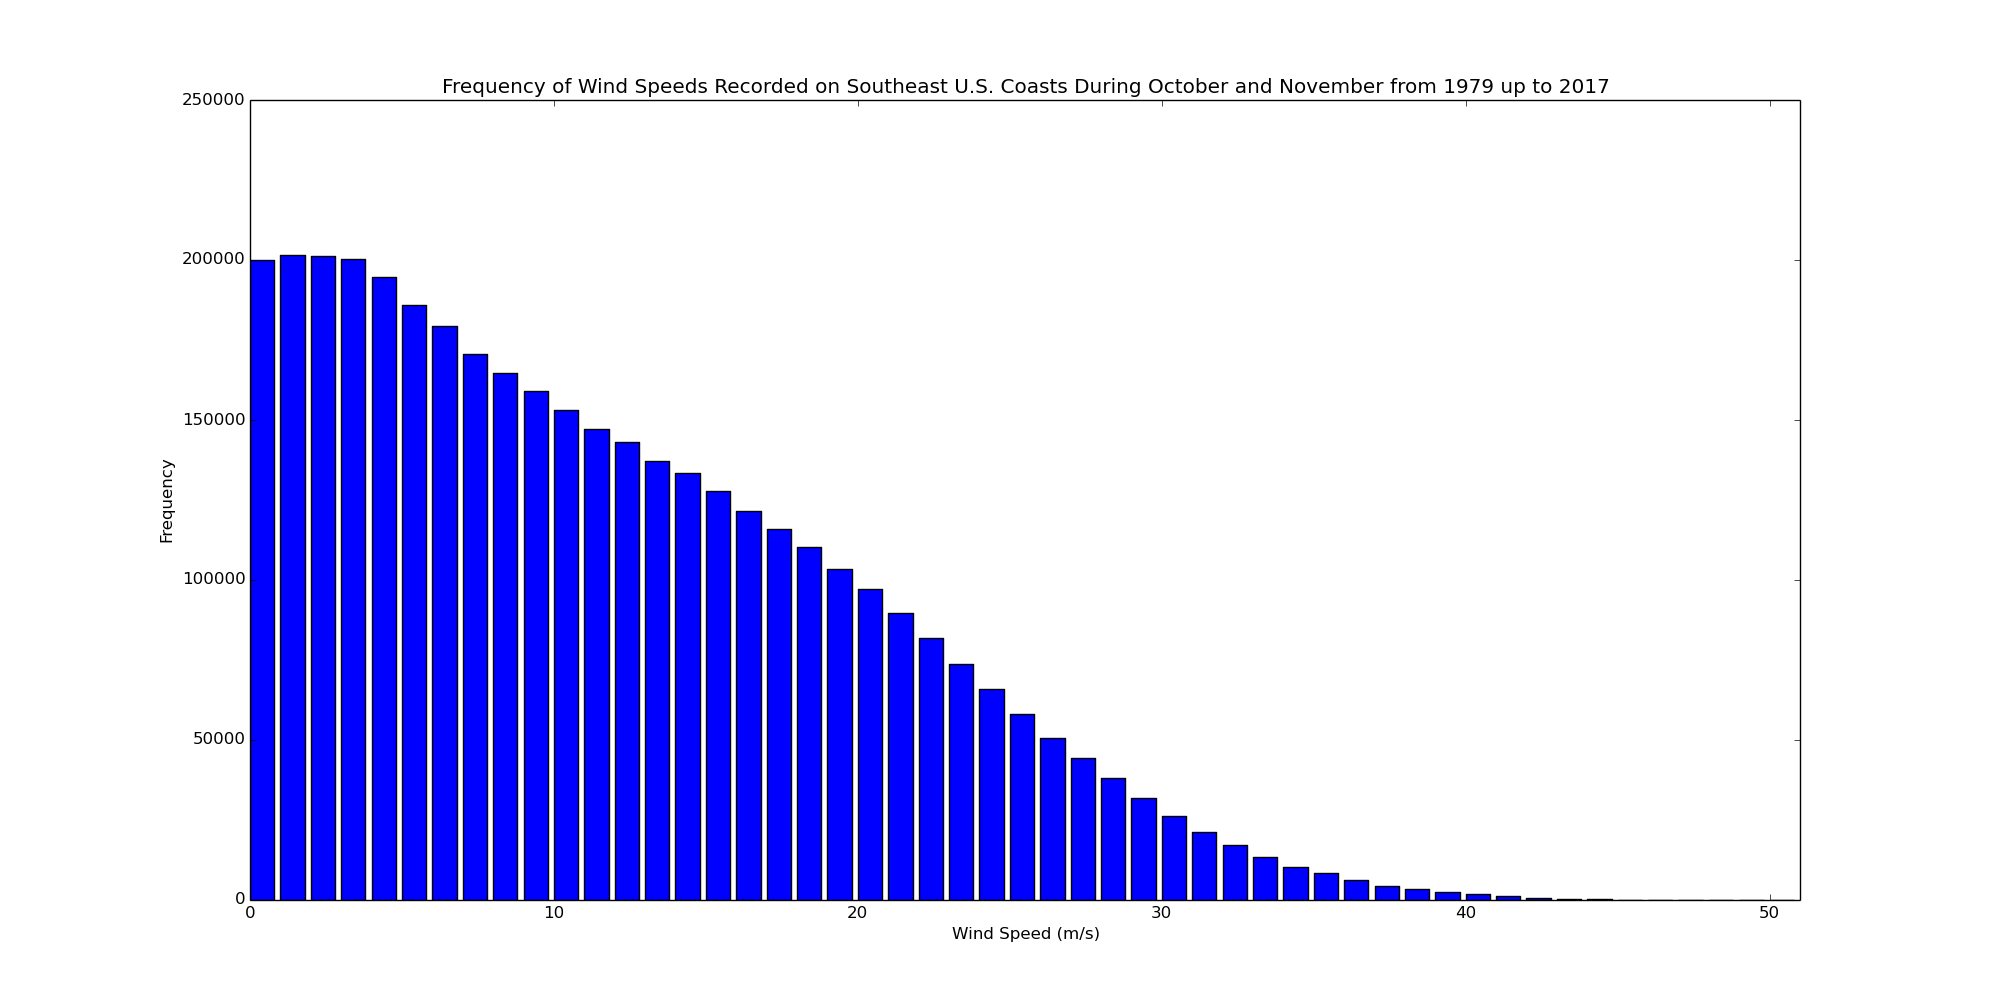 Frequency of Wind Speeds Recorded on Southeast U.S. Coasts During October and November from 1979 up to 2017
250000
200000
150000
100000
50000
0
Frequency
0 10 20 30 40 50
Wind Speed (m/s)